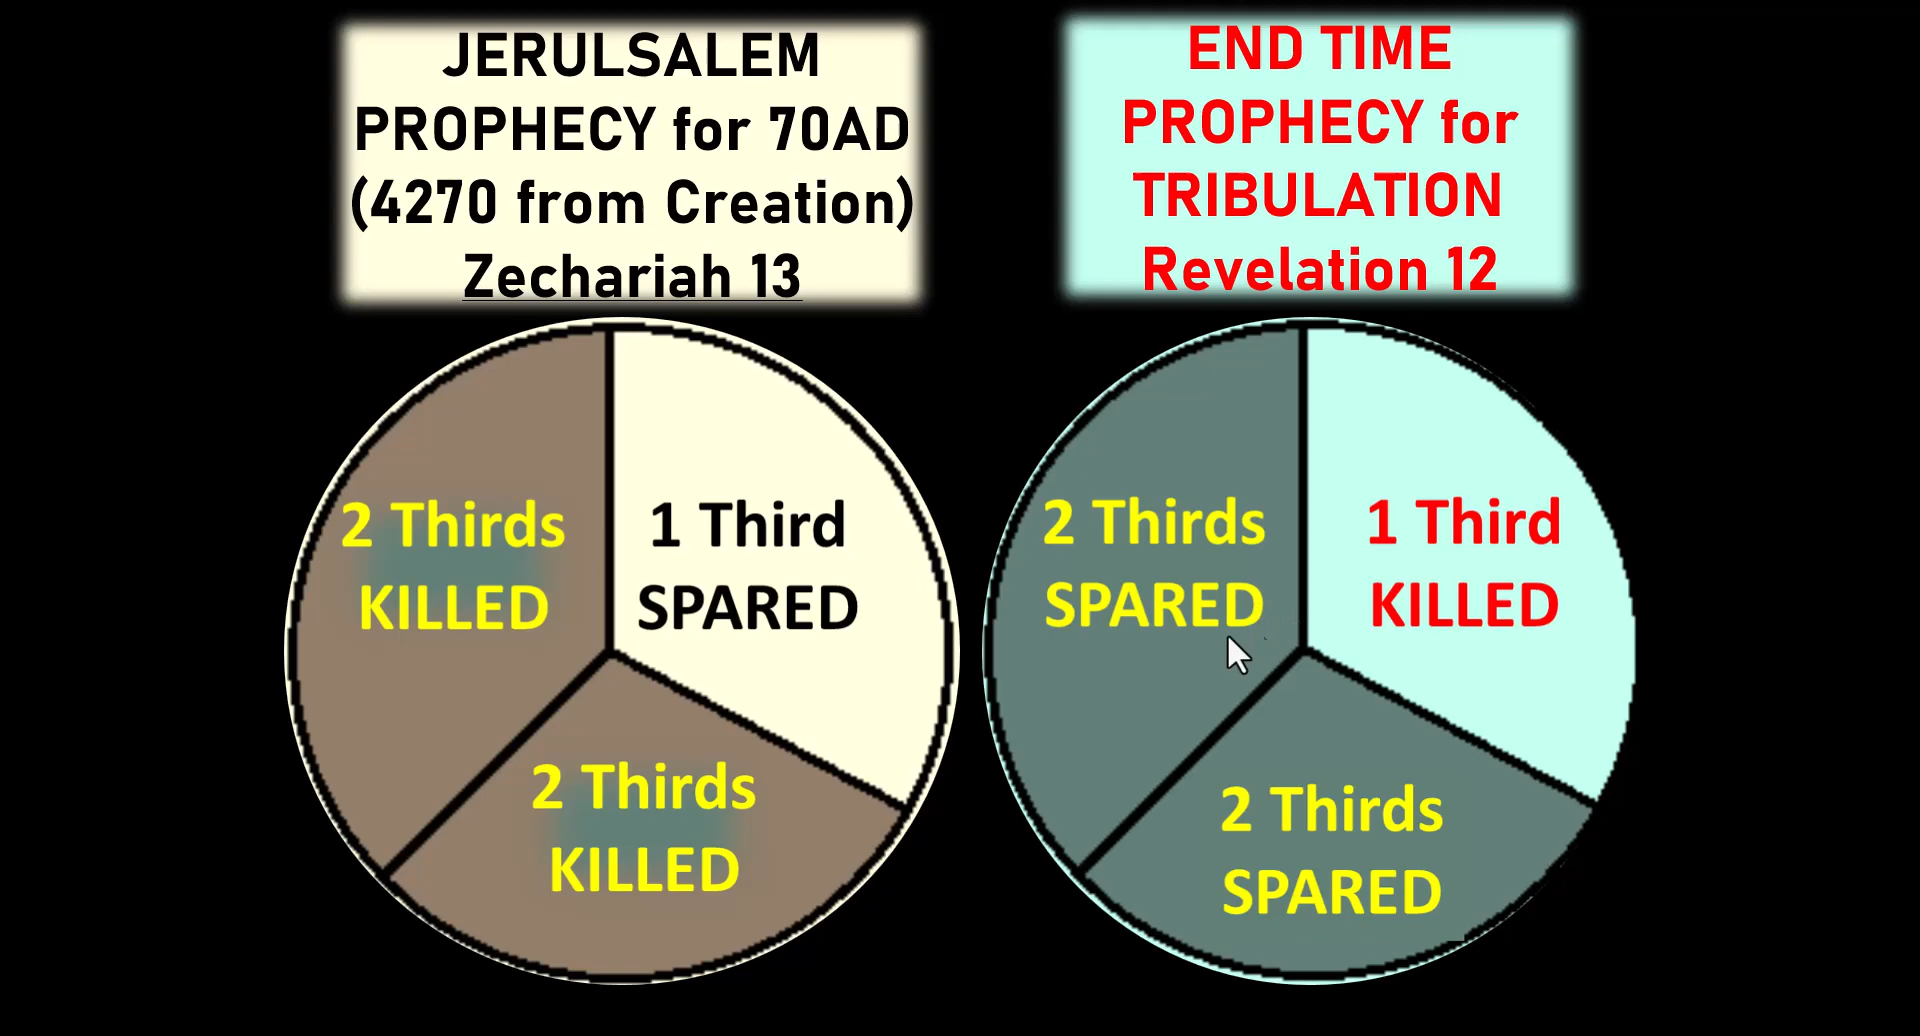 JERULSALEM
PROPHECY for 70AD
(4270 from Creation)
Zechariah 13
END TIME
PROPHECY for
TRIBULATION
Revelation 12
2 Thirds
KILLED
1 Third
SPARED
2 Thirds
KILLED
2 Thirds
SPARED
1 Third
KILLED
2 Thirds
SPARED